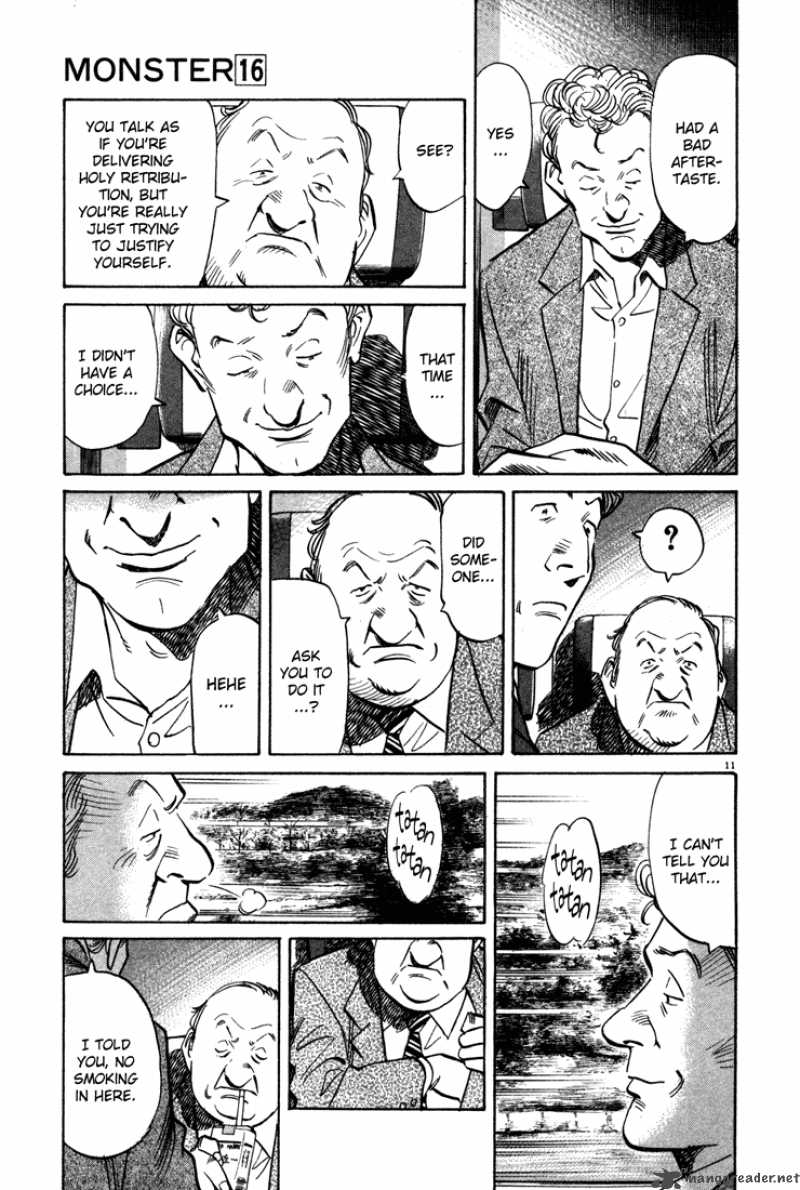 MONSTER 16
HAD A
BAD
AFTER-
TASTE.
YES
...
SEE?
YOU TALK AS
IF YOU'RE
DELIVERING
HOLY RETRIBU-
TION, BUT
YOU'RE REALLY
JUST TRYING
TO JUSTIFY
YOURSELF.
THAT
TIME
...
I DIDN'T
HAVE A
CHOICE...
?
DID
SOME-
ONE...
ASK
YOU TO
DO IT
...?
HEHE
...
11
I CAN'T
TELL YOU
THAT...
tatan
tatan
tatan
tatan
I TOLD
YOU, NO
SMOKING
IN HERE.
mangareader.net